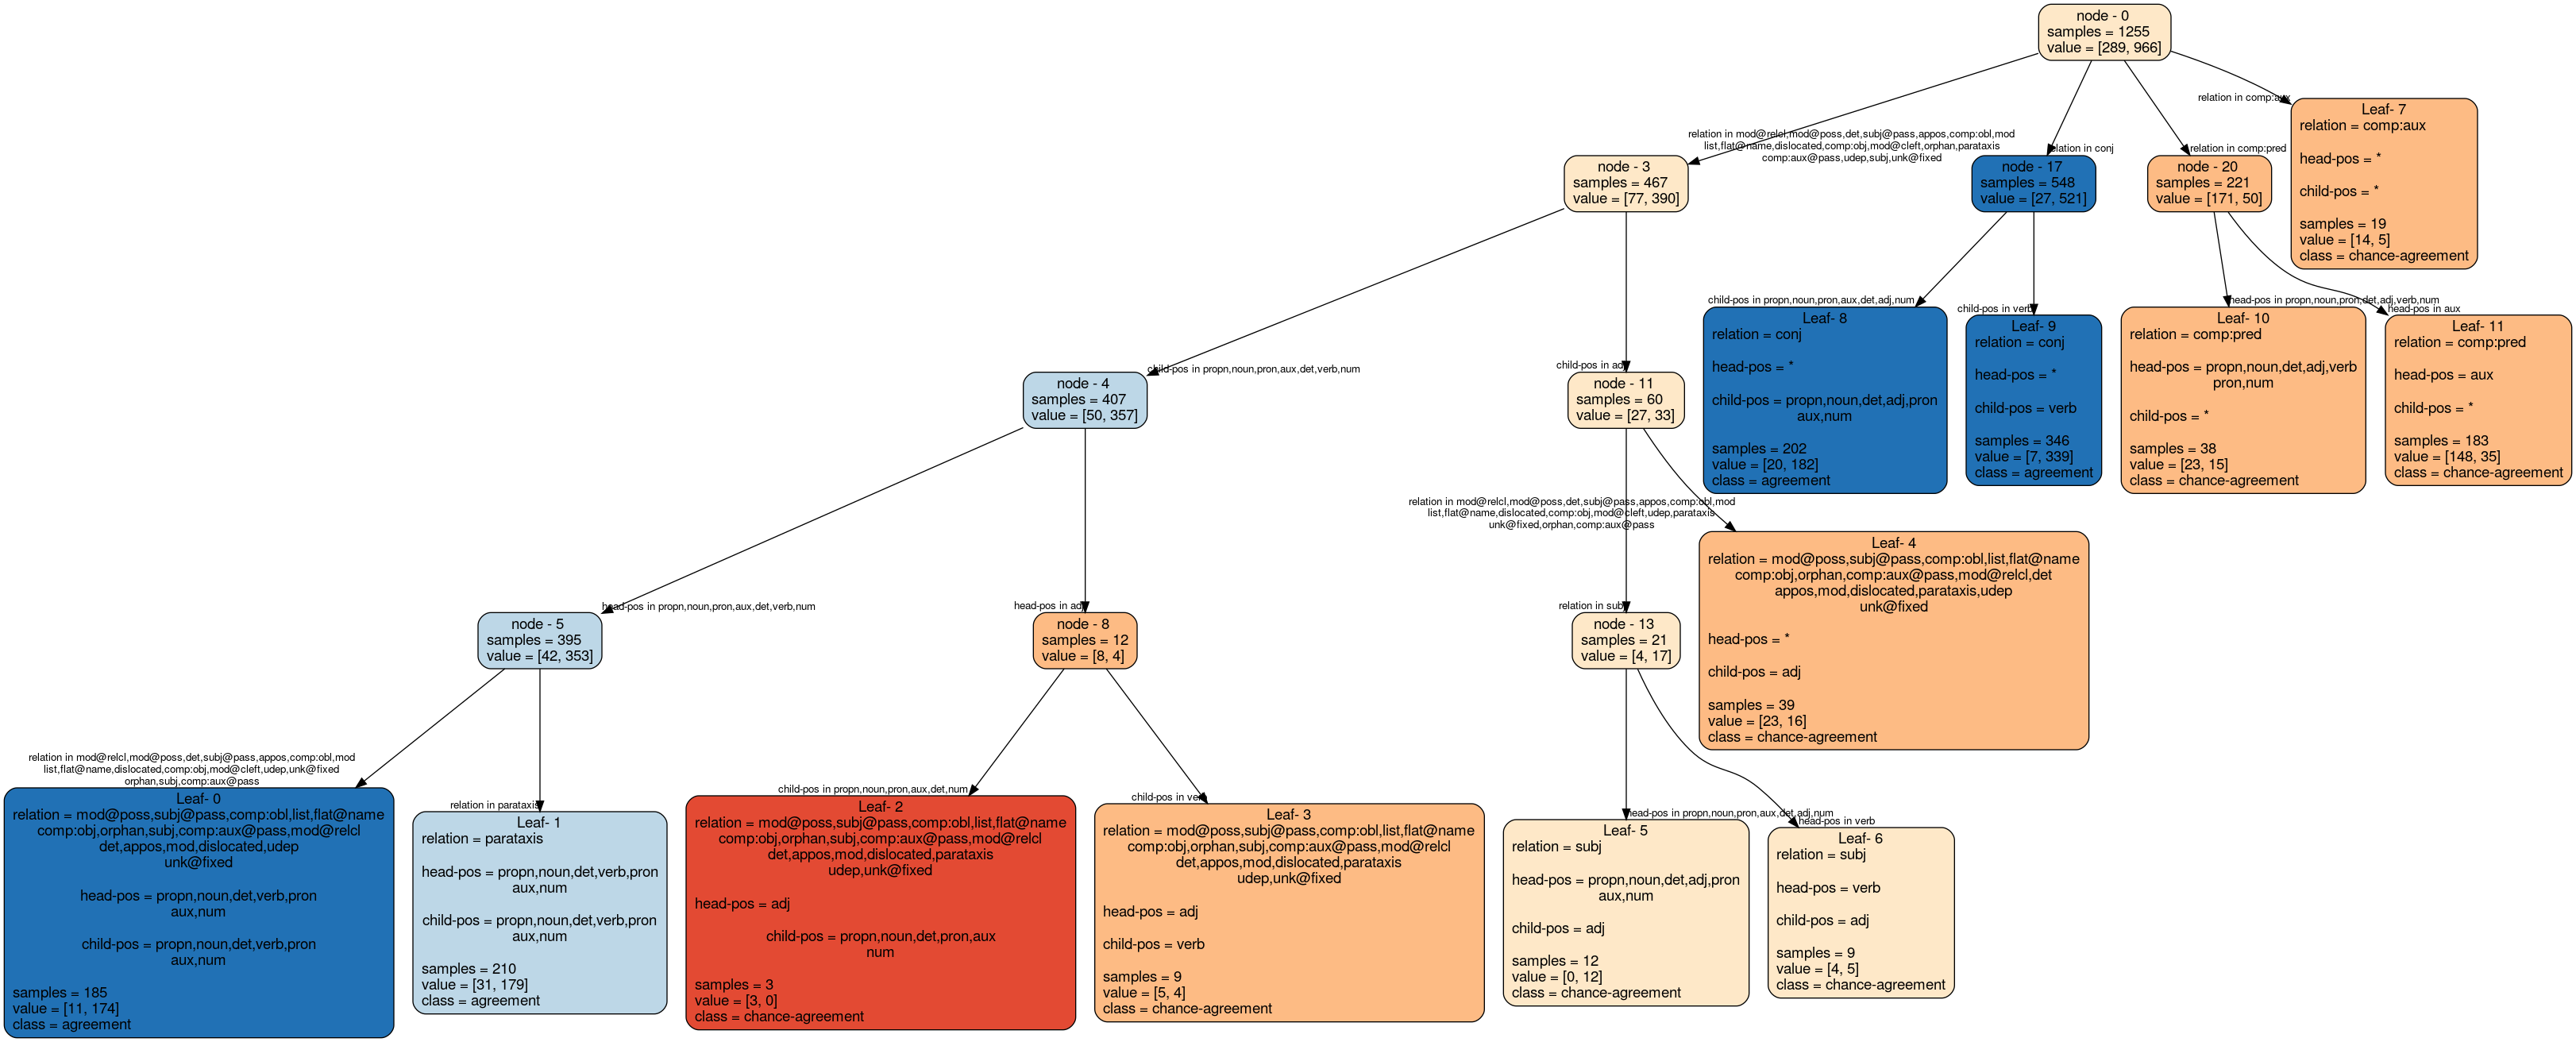 node - 0
samples = 1255
value = [289, 966]
relation in comp:aux
Leaf- 7
relation = comp:aux
head-pos = *
child-pos = *
samples = 19
value = [14, 5]
class = chance-agreement
relation in mod@relcl,mod@poss,det,subj@pass,appos,comp:obl,mod
list,flat@name,dislocated,comp:obj,mod@cleft,orphan,parataxis
comp:aux@pass,udep,subj,unk@fixed
node - 3
samples = 467
value = [77, 390]
relation in conj
node - 17
samples = 548
value = [27, 521]
relation in comp:pred
node - 20
samples = 221
value = [171, 50]
child-pos in propn,noun,pron,aux,det,verb,num
node - 4
samples = 407
value = [50, 357]
child-pos in adj
node - 11
samples = 60
value = [27, 33]
child-pos in propn,noun,pron,aux,det,adj,num
Leaf- 8
relation = conj
head-pos = *
child-pos = propn,noun,det,adj,pron
aux,num
samples = 202
value = [20, 182]
class = agreement
child-pos in verb
Leaf- 9
relation = conj
head-pos = *
child-pos = verb
samples = 346
value = [7, 339]
class = agreement
head-pos in propn,noun,pron,det,adj,verb,num
Leaf- 10
relation = comp:pred
head-pos = propn,noun,det,adj,verb
pron,num
child-pos = *
samples = 38
value = [23, 15]
class = chance-agreement
head-pos in aux
Leaf- 11
relation = comp:pred
head-pos = aux
child-pos = *
samples = 183
value = [148, 35]
class = chance-agreement
head-pos in propn,noun,pron,aux,det,verb,num
node - 5
samples = 395
value = [42, 353]
head-pos in adj
node - 8
samples = 12
value = [8, 4]
relation in subj
node - 13
samples = 21
value = [4, 17]
relation in mod@relcl,mod@poss,det,subj@pass,appos,comp:obl,mod
list,flat@name,dislocated,comp:obj,mod@cleft,udep,parataxis
unk@fixed,orphan,comp:aux@pass
Leaf- 4
relation = mod@poss,subj@pass,comp:obl,list,flat@name
comp:obj,orphan,comp:aux@pass,mod@relcl,det
appos,mod,dislocated,parataxis,udep
unk@fixed
head-pos = *
child-pos = adj
samples = 39
value = [23, 16]
class = chance-agreement
relation in mod@relcl,mod@poss,det,subj@pass,appos,comp:obl,mod
list,flat@name,dislocated,comp:obj,mod@cleft,udep,unk@fixed
orphan,subj,comp:aux@pass
Leaf- 0
relation = mod@poss,subj@pass,comp:obl,list,flat@name
comp:obj,orphan,subj,comp:aux@pass,mod@relcl
det,appos,mod,dislocated,udep
unk@fixed
head-pos = propn,noun,det,verb,pron
aux,num
child-pos = propn,noun,det,verb,pron
aux,num
samples = 185
value = [11, 174]
class = agreement
relation in parataxis
Leaf- 1
relation = parataxis
head-pos = propn,noun,det,verb,pron
aux,num
child-pos = propn,noun,det,verb,pron
aux,num
samples = 210
value = [31, 179]
class = agreement
child-pos in propn,noun,pron,aux,det,num
Leaf- 2
relation = mod@poss,subj@pass,comp:obl,list,flat@name
comp:obj,orphan,subj,comp:aux@pass,mod@relcl
det,appos,mod,dislocated,parataxis
udep,unk@fixed
head-pos = adj
child-pos = propn,noun,det,pron,aux
num
samples = 3
value = [3, 0]
class = chance-agreement
child-pos in verb
Leaf- 3
relation = mod@poss,subj@pass,comp:obl,list,flat@name
comp:obj,orphan,subj,comp:aux@pass,mod@relcl
det,appos,mod,dislocated,parataxis
udep,unk@fixed
head-pos = adj
child-pos = verb
samples = 9
value = [5, 4]
class = chance-agreement
head-pos in propn,noun,pron,aux,det,adj,num
Leaf- 5
relation = subj
head-pos = propn,noun,det,adj,pron
aux,num
child-pos = adj
samples = 12
value = [0, 12]
class = chance-agreement
head-pos in verb
Leaf- 6
relation = subj
head-pos = verb
child-pos = adj
samples = 9
value = [4, 5]
class = chance-agreement